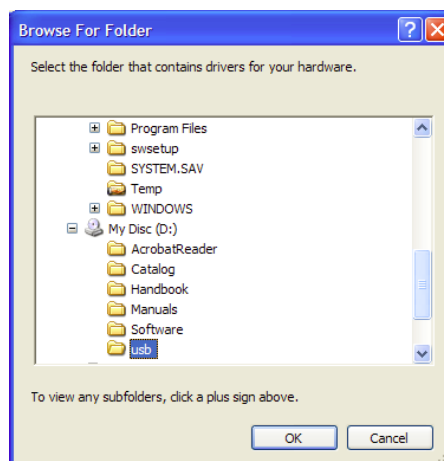 Browse For Folder
Select the folder that contains drivers for your hardware.
Program Files
swsetup
SYSTEM.SAV
Temp
WINDOWS
My Disc (D:)
AcrobatReader
Catalog
Handbook
Manuals
Software
usb
To view any subfolders, click a plus sign above.
OK Cancel